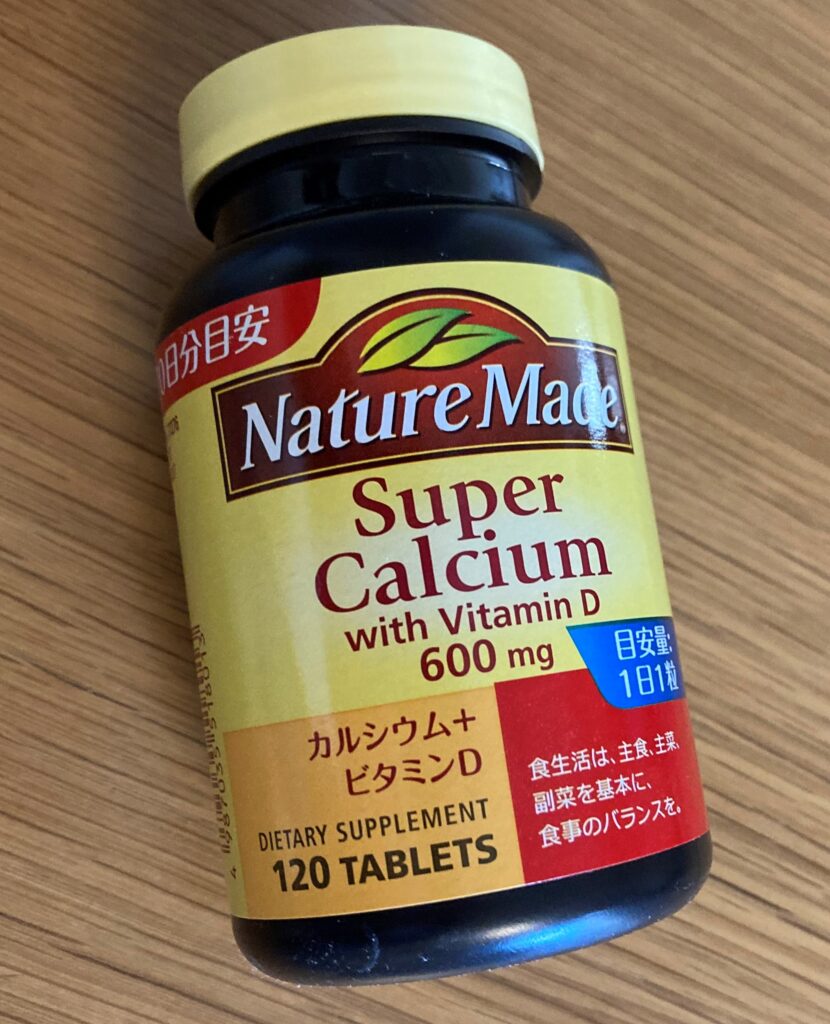 日分目安
Nature Made®
Super
Calcium
with Vitamin D
600 mg
目安量:
1日1粒
カルシウム+
ビタミンD
DIETARY SUPPLEMENT
120 TABLETS
食生活は、主食、主菜、
副菜を基本に、
食事のバランスを。